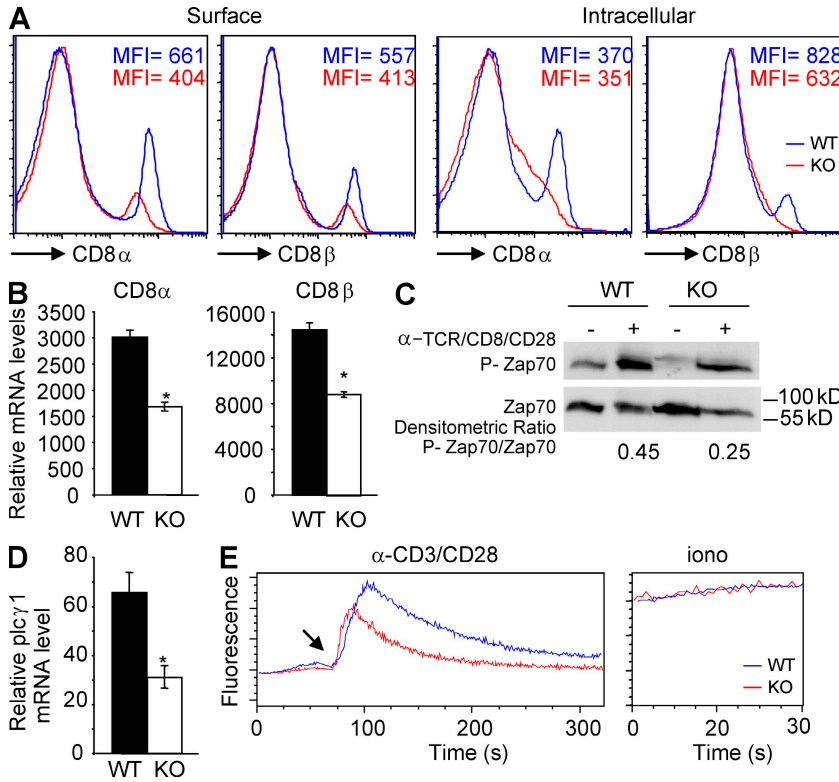 A
Surface
Intracellular
MFI= 661
MFI= 404
MFI= 557
MFI= 413
MFI= 370
MFI= 351
MFI= 828
MFI= 632
WT
KO
CD8α
CD8β
CD8α
CD8β
B
CD8α
CD8β
Relative mRNA levels
3500
3000
2500
2000
1500
1000
500
0
*
WT KO
16000
12000
8000
4000
0
*
WT KO
C
WT KO
- + - +
α-TCR/CD8/CD28
P- Zap70
Zap70
100 kD
55 kD
Densitometric Ratio
P- Zap70/Zap70
0.45 0.25
D
Relative plcγ1
mRNA level
80
60
40
20
0
*
WT KO
E
α-CD3/CD28
iono
Fluorescence
WT
KO
0 100 200 300
Time (s)
0 20 30
Time (s)